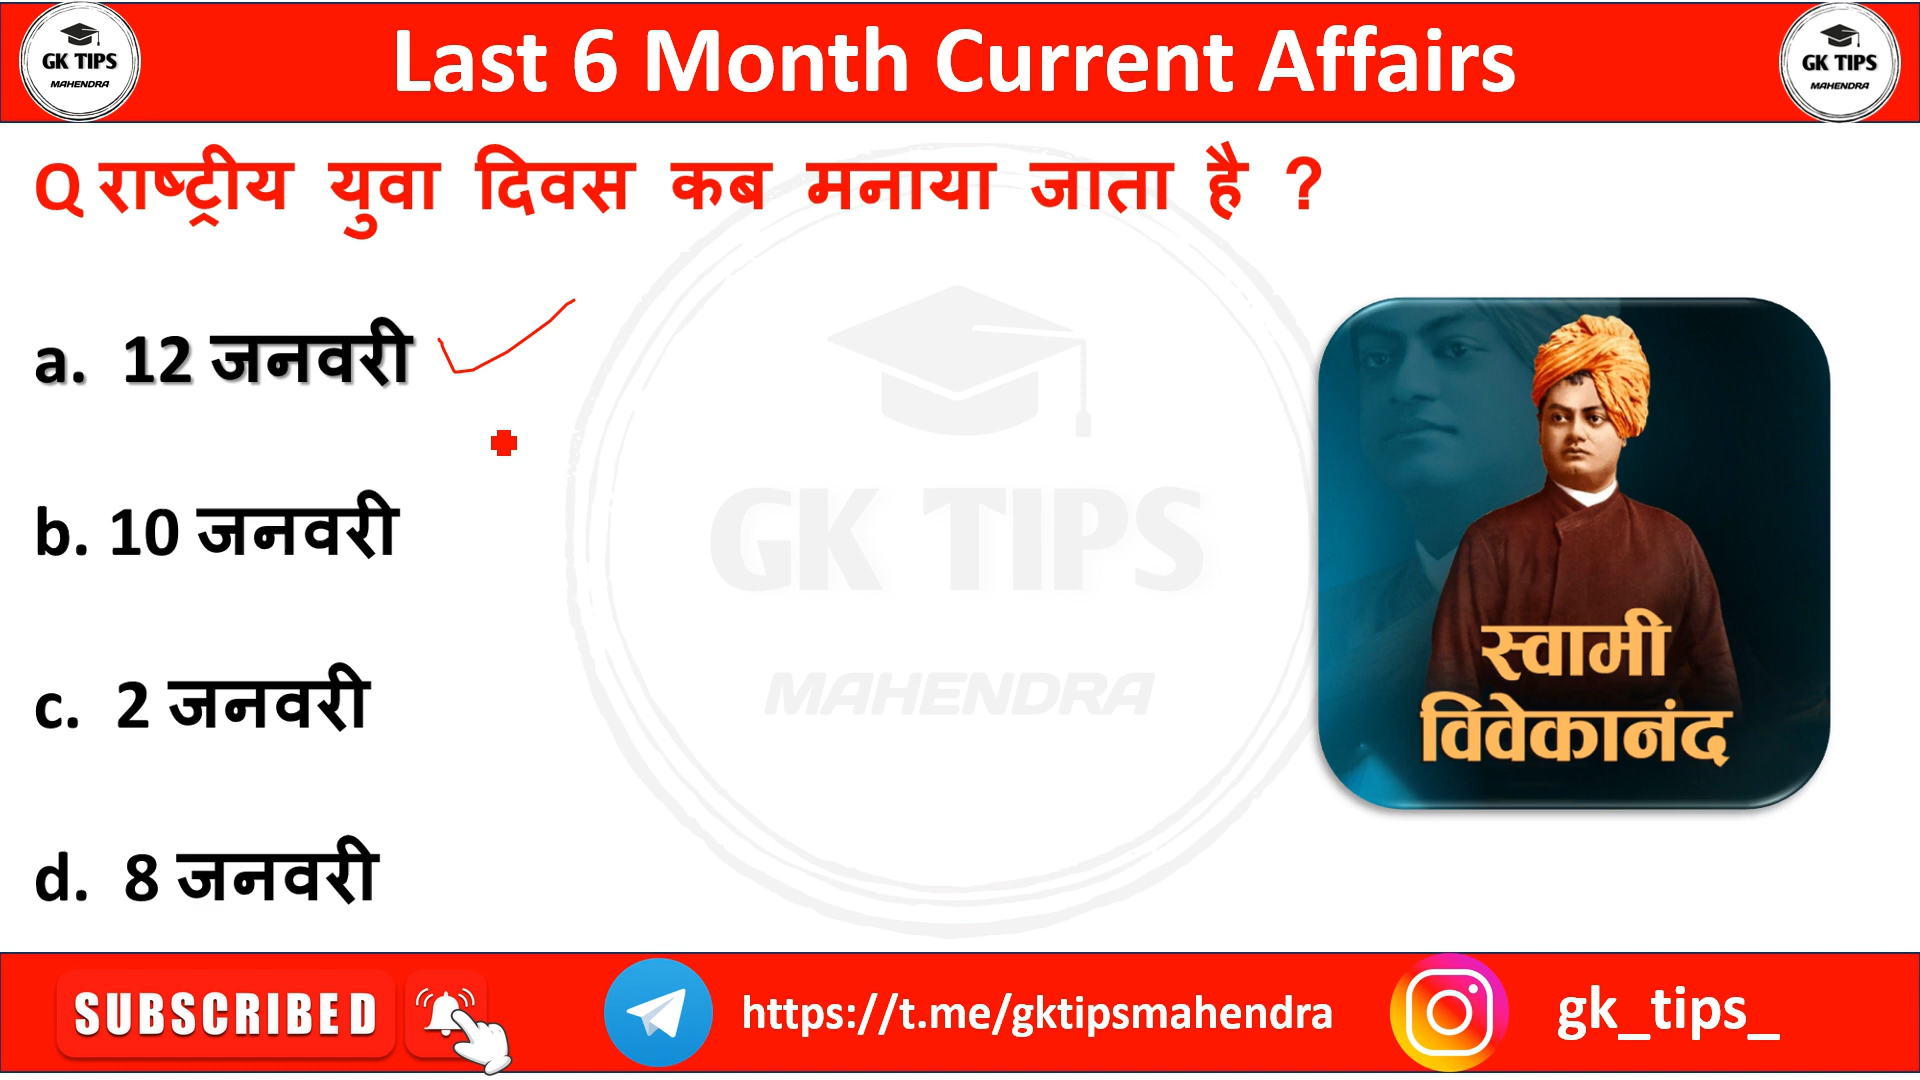 GK TIPS
MAHENDRA
Last 6 Month Current Affairs
GK TIPS
MAHENDRA
Q राष्ट्रीय युवा दिवस कब मनाया जाता है ?
a. 12 जनवरी
b. 10 जनवरी
c. 2 जनवरी
d. 8 जनवरी
GK TIPS
MAHENDRA
स्वामी
विवेकानंद
SUBSCRIBED
https://t.me/gktipsmahendra
gk_tips_